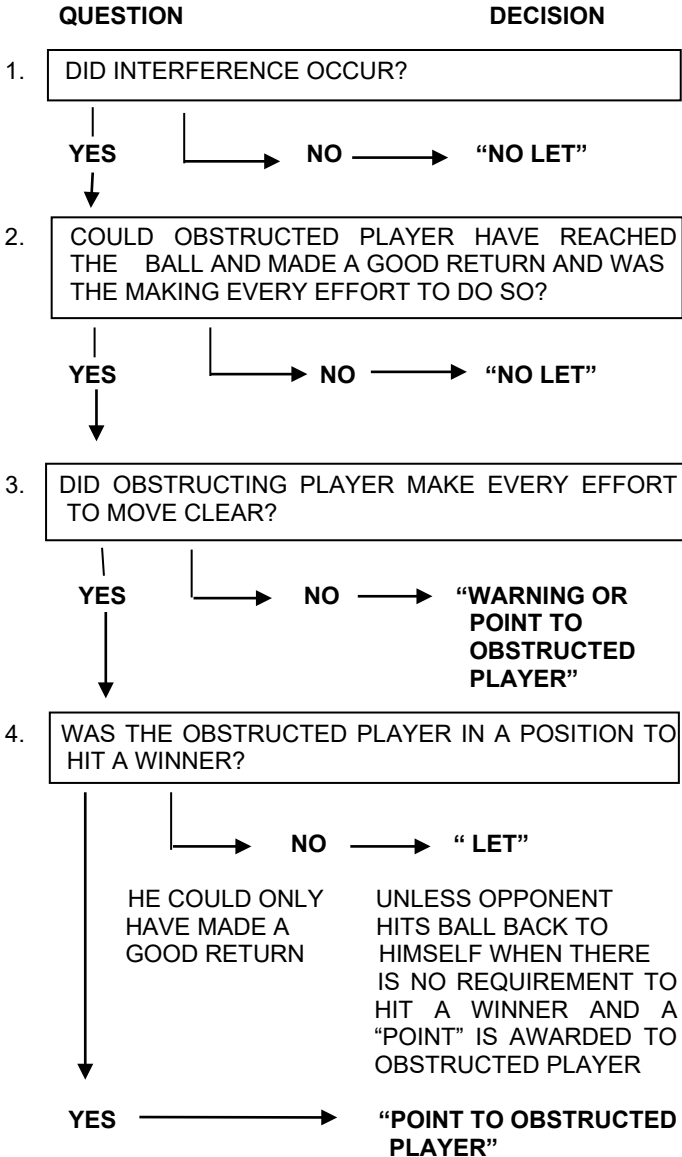 QUESTION DECISION
1. DID INTERFERENCE OCCUR?
YES NO “NO LET”
2. COULD OBSTRUCTED PLAYER HAVE REACHED
THE BALL AND MADE A GOOD RETURN AND WAS
THE MAKING EVERY EFFORT TO DO SO?
YES NO “NO LET”
3. DID OBSTRUCTING PLAYER MAKE EVERY EFFORT
TO MOVE CLEAR?
YES NO “WARNING OR
POINT TO
OBSTRUCTED
PLAYER”
4. WAS THE OBSTRUCTED PLAYER IN A POSITION TO
HIT A WINNER?
NO “ LET”
HE COULD ONLY
HAVE MADE A
GOOD RETURN
UNLESS OPPONENT
HITS BALL BACK TO
HIMSELF WHEN THERE
IS NO REQUIREMENT TO
HIT A WINNER AND A
“POINT” IS AWARDED TO
OBSTRUCTED PLAYER
YES “POINT TO OBSTRUCTED
PLAYER”